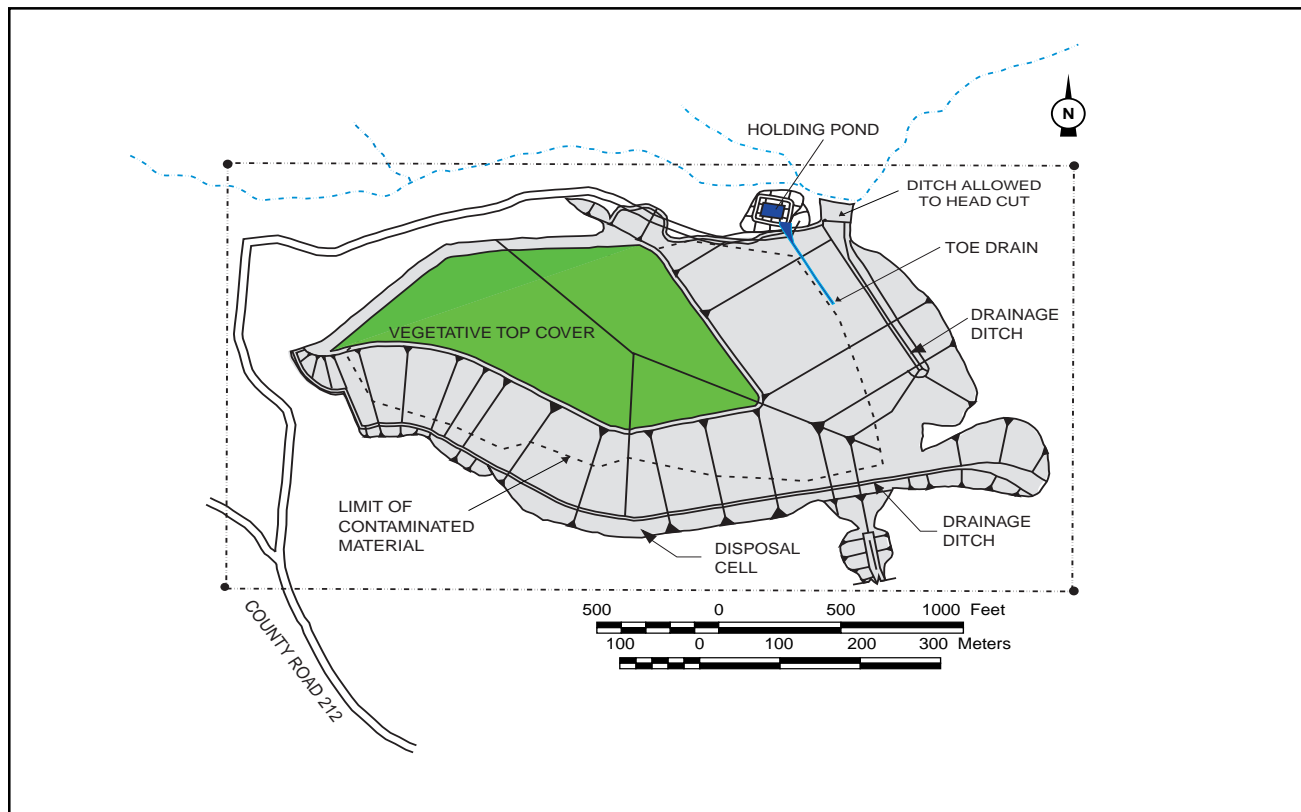 HOLDING POND
N
DITCH ALLOWED
TO HEAD CUT
TOE DRAIN
DRAINAGE
DITCH
VEGETATIVE TOP COVER
LIMIT OF
CONTAMINATED
MATERIAL
DISPOSAL
CELL
DRAINAGE
DITCH
COUNTY ROAD 212
500 0 500 1000 Feet
100 0 100 200 300 Meters